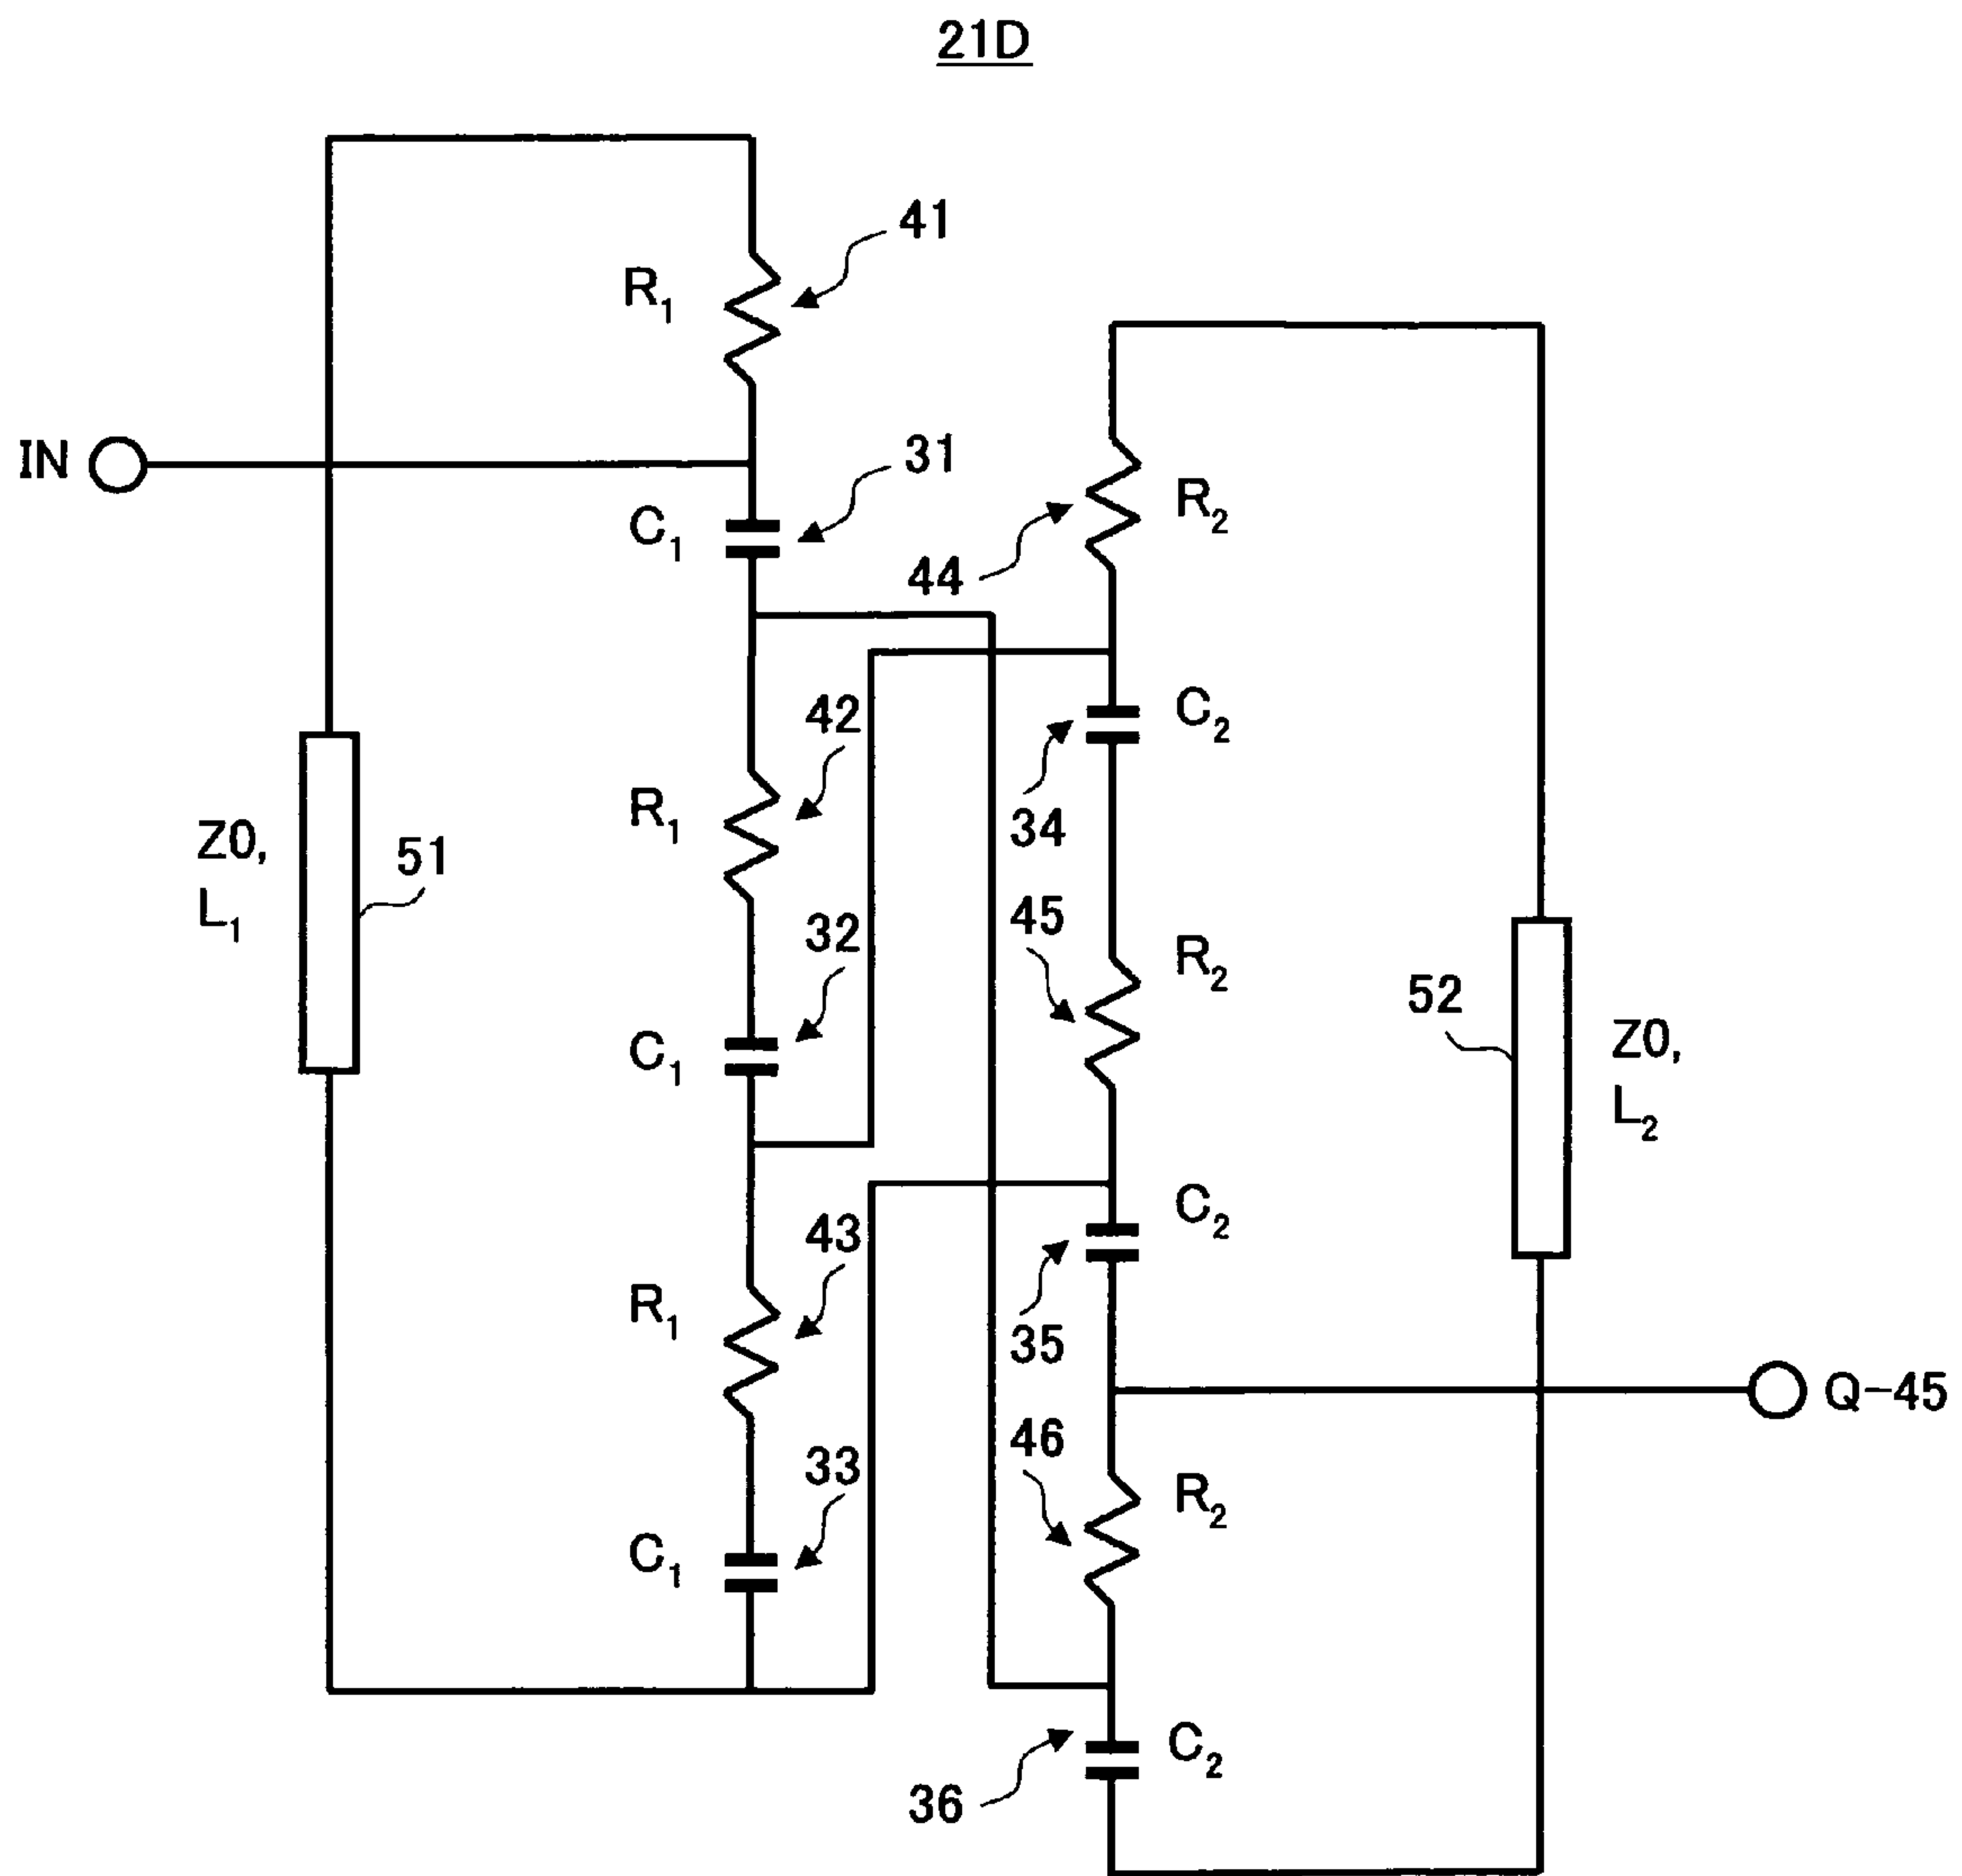 21D
41
R₁
IN
31
C₁
R₂
44
42
C₂
R₁
34
Z0,
51
L₁
45
32
R₂
52
C₁
Z0,
L₂
43
C₂
R₁
35
Q-45
46
33
R₂
C₁
C₂
36